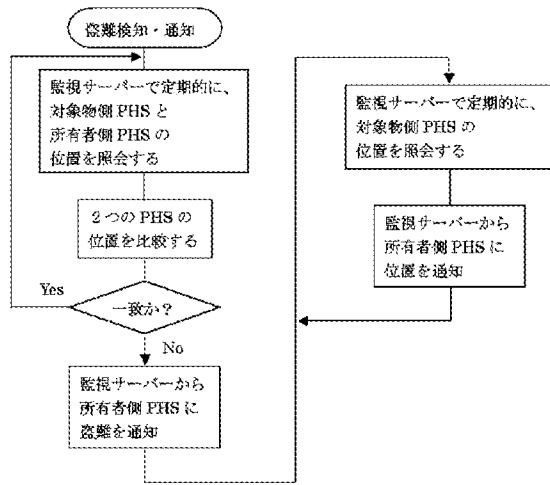 盗難検知・通知
監視サーバーで定期的に、
対象物側 PHS と
所有者側 PHS の
位置を照会する
2つの PHS の
位置を比較する
Yes
一致か？
No
監視サーバーから
所有者側 PHS に
盗難を通知
監視サーバーで定期的に、
対象物側 PHS の
位置を照会する
監視サーバーから
所有者側 PHS に
位置を通知